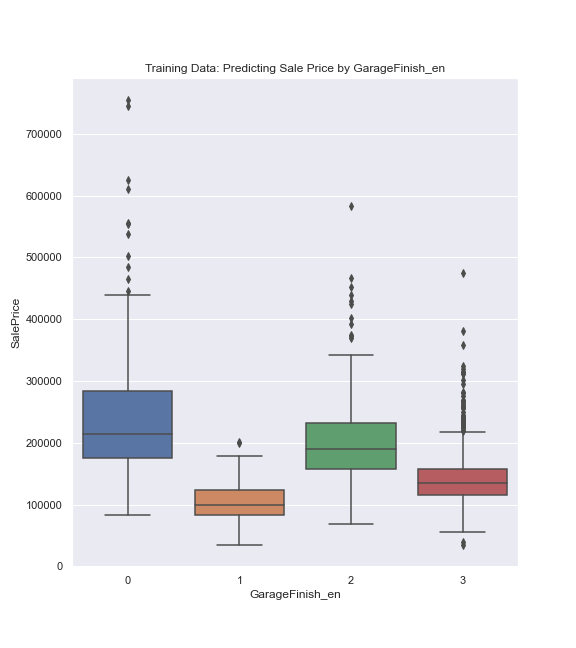 Training Data: Predicting Sale Price by GarageFinish_en
700000
600000
500000
400000
300000
200000
100000
0
SalePrice
0 1 2 3
GarageFinish_en